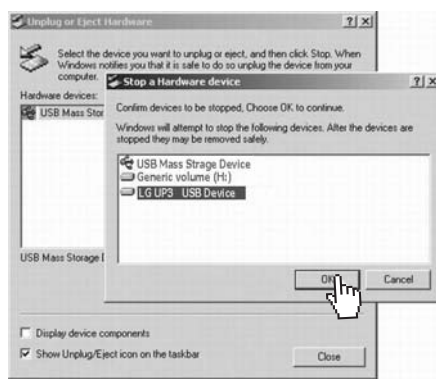 Unplug or Eject Hardware
Select the device you want to unplug or eject, and then click Stop. When
Windows notifies you that it is safe to do so unplug the device from your
computer.
Hardware devices:
USB Mass Stor
USB Mass Storage D
Stop a Hardware device
Confirm devices to be stopped, Choose OK to continue.
Windows will attempt to stop the following devices. After the devices are
stopped they may be removed safely.
USB Mass Strage Device
Generic volume (H:)
LG UP3 USB Device
OK
Cancel
Display device components
Show Unplug/Eject icon on the taskbar
Close